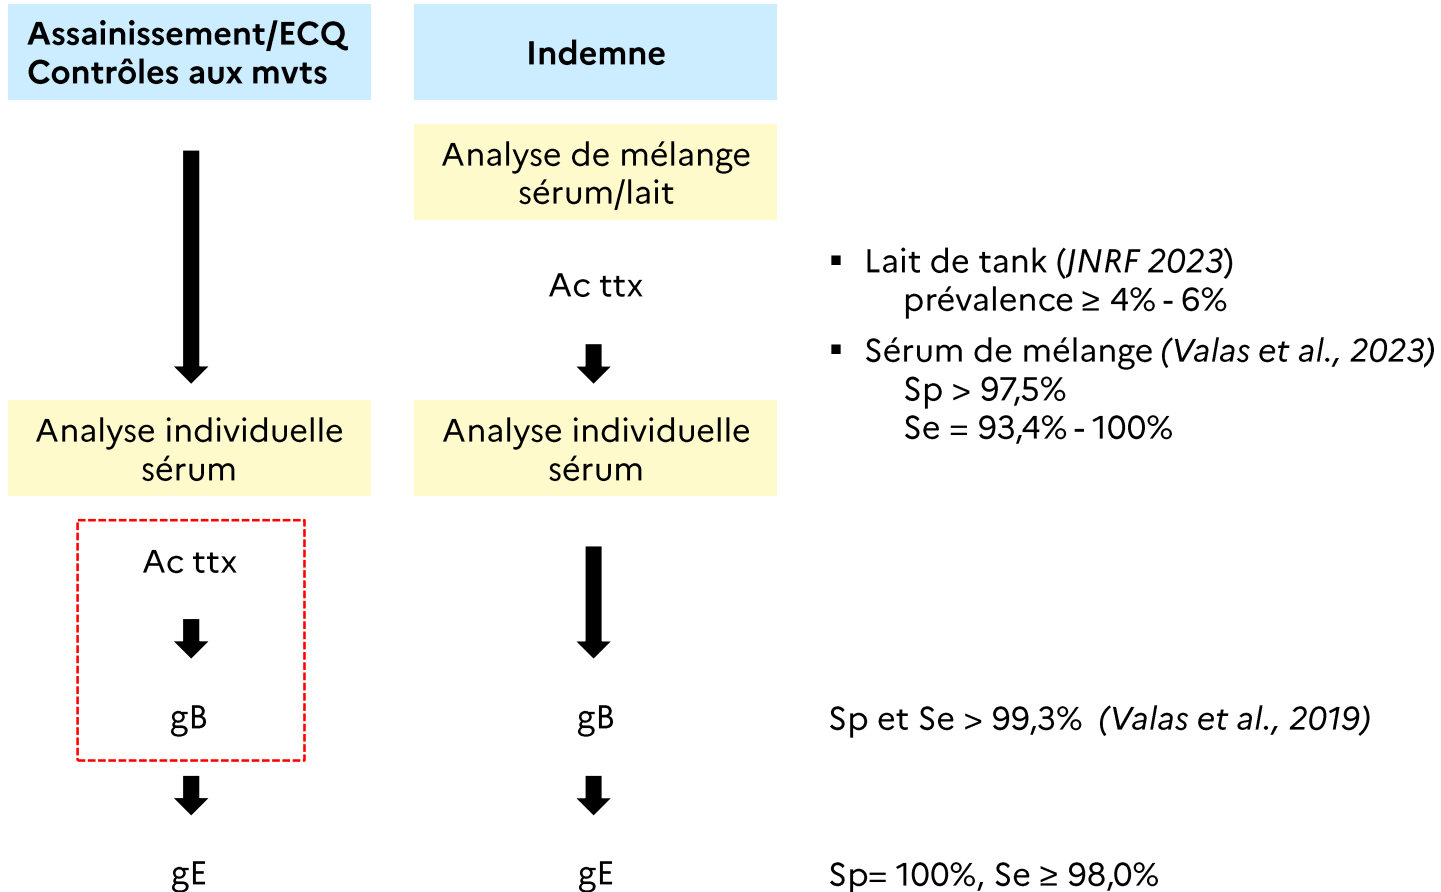 Assainissement/ECQ
Contrôles aux mvts
Indemne
Analyse de mélange
sérum/lait
Ac ttx
▪ Lait de tank (JNRF 2023)
prévalence ≥ 4% - 6%
▪ Sérum de mélange (Valas et al., 2023)
Sp > 97,5%
Se = 93,4% - 100%
Analyse individuelle
sérum
Analyse individuelle
sérum
Ac ttx
gB
gB
Sp et Se > 99,3% (Valas et al., 2019)
gE
gE
Sp= 100%, Se ≥ 98,0%